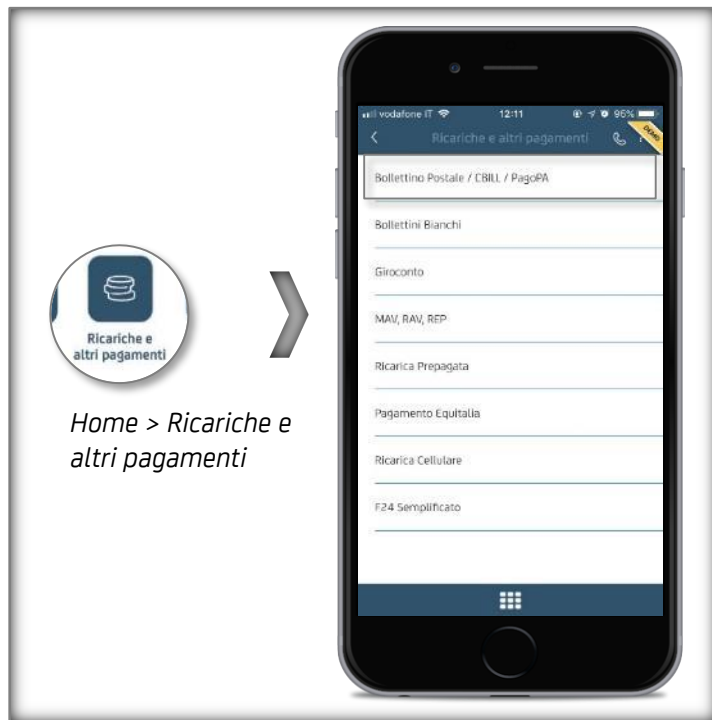 vodafone IT 12:11 96%
Ricariche e altri pagamenti
DEMO
Bollettino Postale / CBILL / PagoPA
Bollettini Bianchi
Giroconto
MAV, RAV, REP
Ricarica Prepagata
Pagamento Equitalia
Ricarica Cellulare
F24 Semplificato
Ricariche e
altri pagamenti
Home > Ricariche e
altri pagamenti